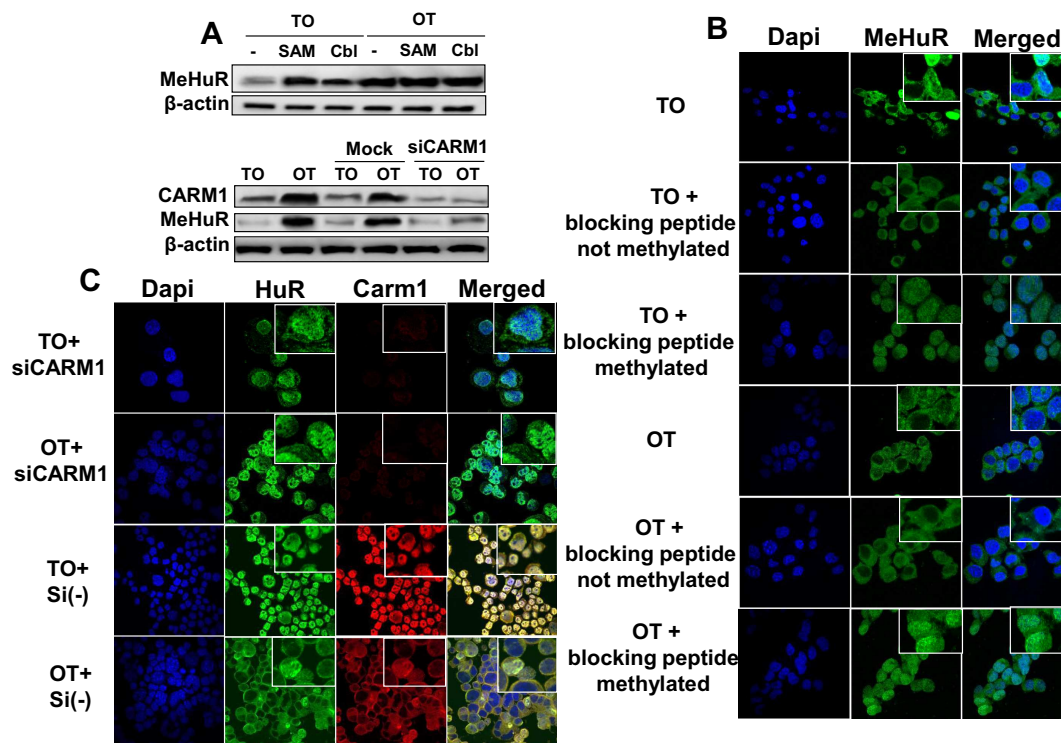 A
TO OT
- SAM Cbl - SAM Cbl
MeHuR
β-actin
Mock siCARM1
TO OT TO OT TO OT
CARM1
MeHuR
β-actin
B
Dapi MeHuR Merged
TO
TO +
blocking peptide
not methylated
TO +
blocking peptide
methylated
OT
OT +
blocking peptide
not methylated
OT +
blocking peptide
methylated
C
Dapi HuR Carm1 Merged
TO+
siCARM1
OT+
siCARM1
TO+
Si(-)
OT+
Si(-)